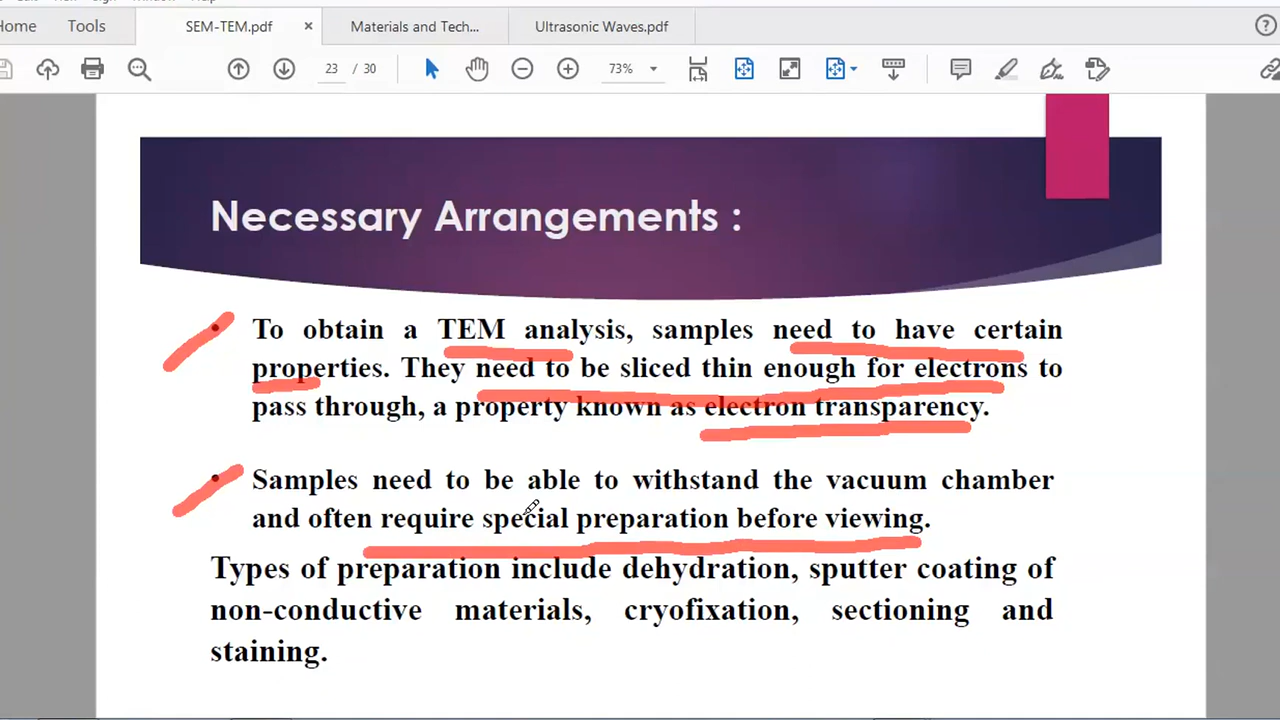 Home Tools SEM-TEM.pdf × Materials and Tech... Ultrasonic Waves.pdf
23 / 30 73%
Necessary Arrangements :
• To obtain a TEM analysis, samples need to have certain
properties. They need to be sliced thin enough for electrons to
pass through, a property known as electron transparency.
• Samples need to be able to withstand the vacuum chamber
and often require special preparation before viewing.
Types of preparation include dehydration, sputter coating of
non-conductive materials, cryofixation, sectioning and
staining.